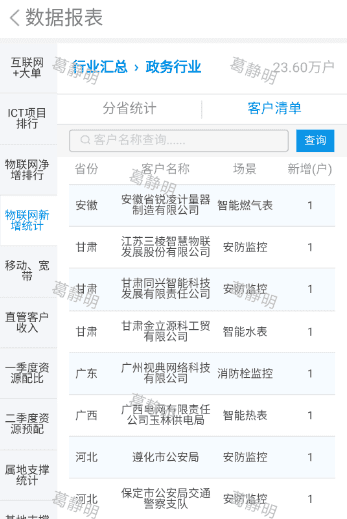 数据报表
互联网
+大单
ICT项目
排行
物联网净
增排行
物联网新
增统计
移动、宽
带
直管客户
收入
一季度资
源配比
二季度资
源预配
属地支撑
统计
基地支撑
行业汇总 › 政务行业
23.60万户
分省统计
客户清单
客户名称查询......
查询
省份 客户名称 场景 新增(户)
安徽 安徽省锐凌计量器
制造有限公司 智能燃气表 1
甘肃 江苏三棱智慧物联
发展股份有限公司 安防监控 1
甘肃 甘肃同兴智能科技
发展有限责任公司 安防监控 1
甘肃 甘肃金立源科工贸
有限公司 智能水表 1
广东 广州视典网络科技
有限公司 消防栓监控 1
广西 广西电网有限责任
公司玉林供电局 智能热表 1
河北 遵化市公安局 安防监控 1
河北 保定市公安局交通
警察支队 安防监控 1
葛静明
葛静明
葛静明
葛静明
葛静明
葛静明
葛静明
葛静明